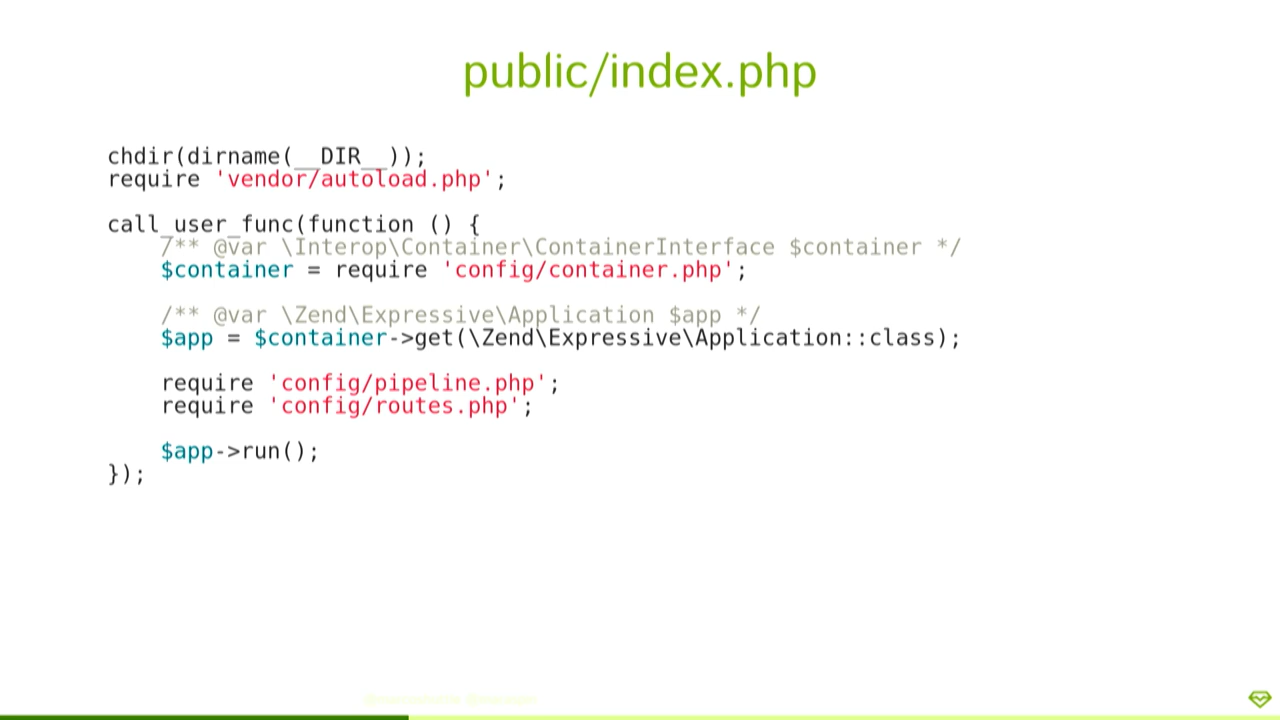 public/index.php
chdir(dirname(__DIR__));
require 'vendor/autoload.php';
call_user_func(function () {
/** @var \Interop\Container\ContainerInterface $container */
$container = require 'config/container.php';
/** @var \Zend\Expressive\Application $app */
$app = $container->get(\Zend\Expressive\Application::class);
require 'config/pipeline.php';
require 'config/routes.php';
$app->run();
});